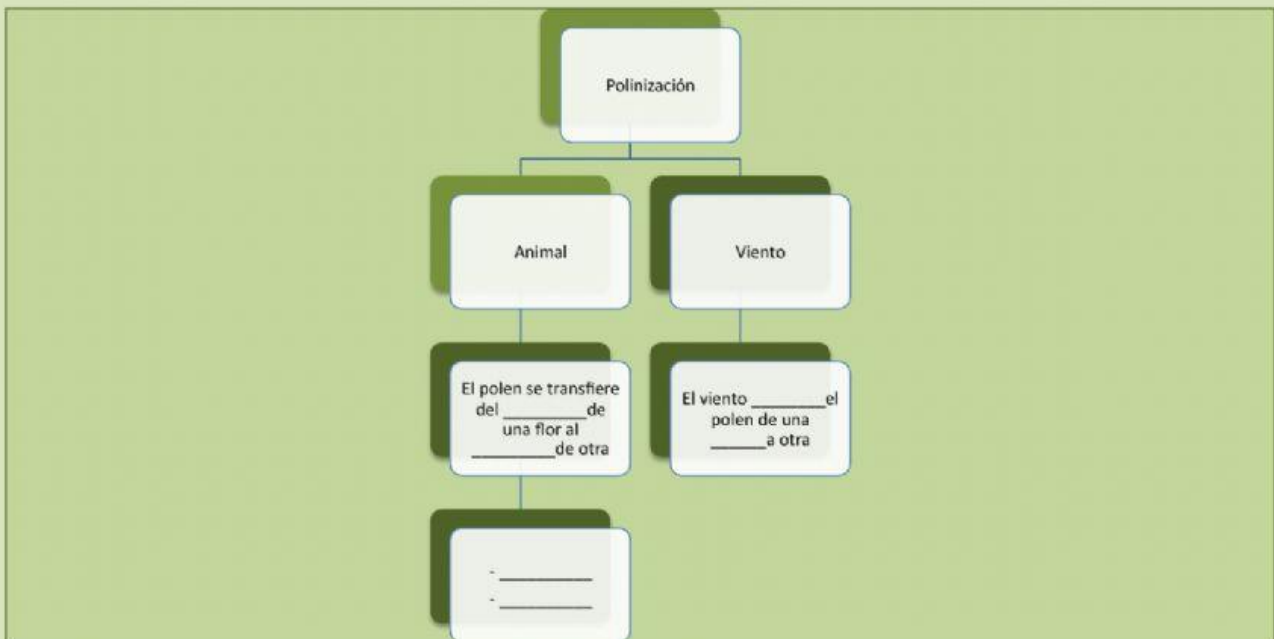 Polinización
Animal
Viento
El polen se transfiere
del _________de
una flor al
_________de otra
El viento ________el
polen de una
______a otra
- __________
- __________